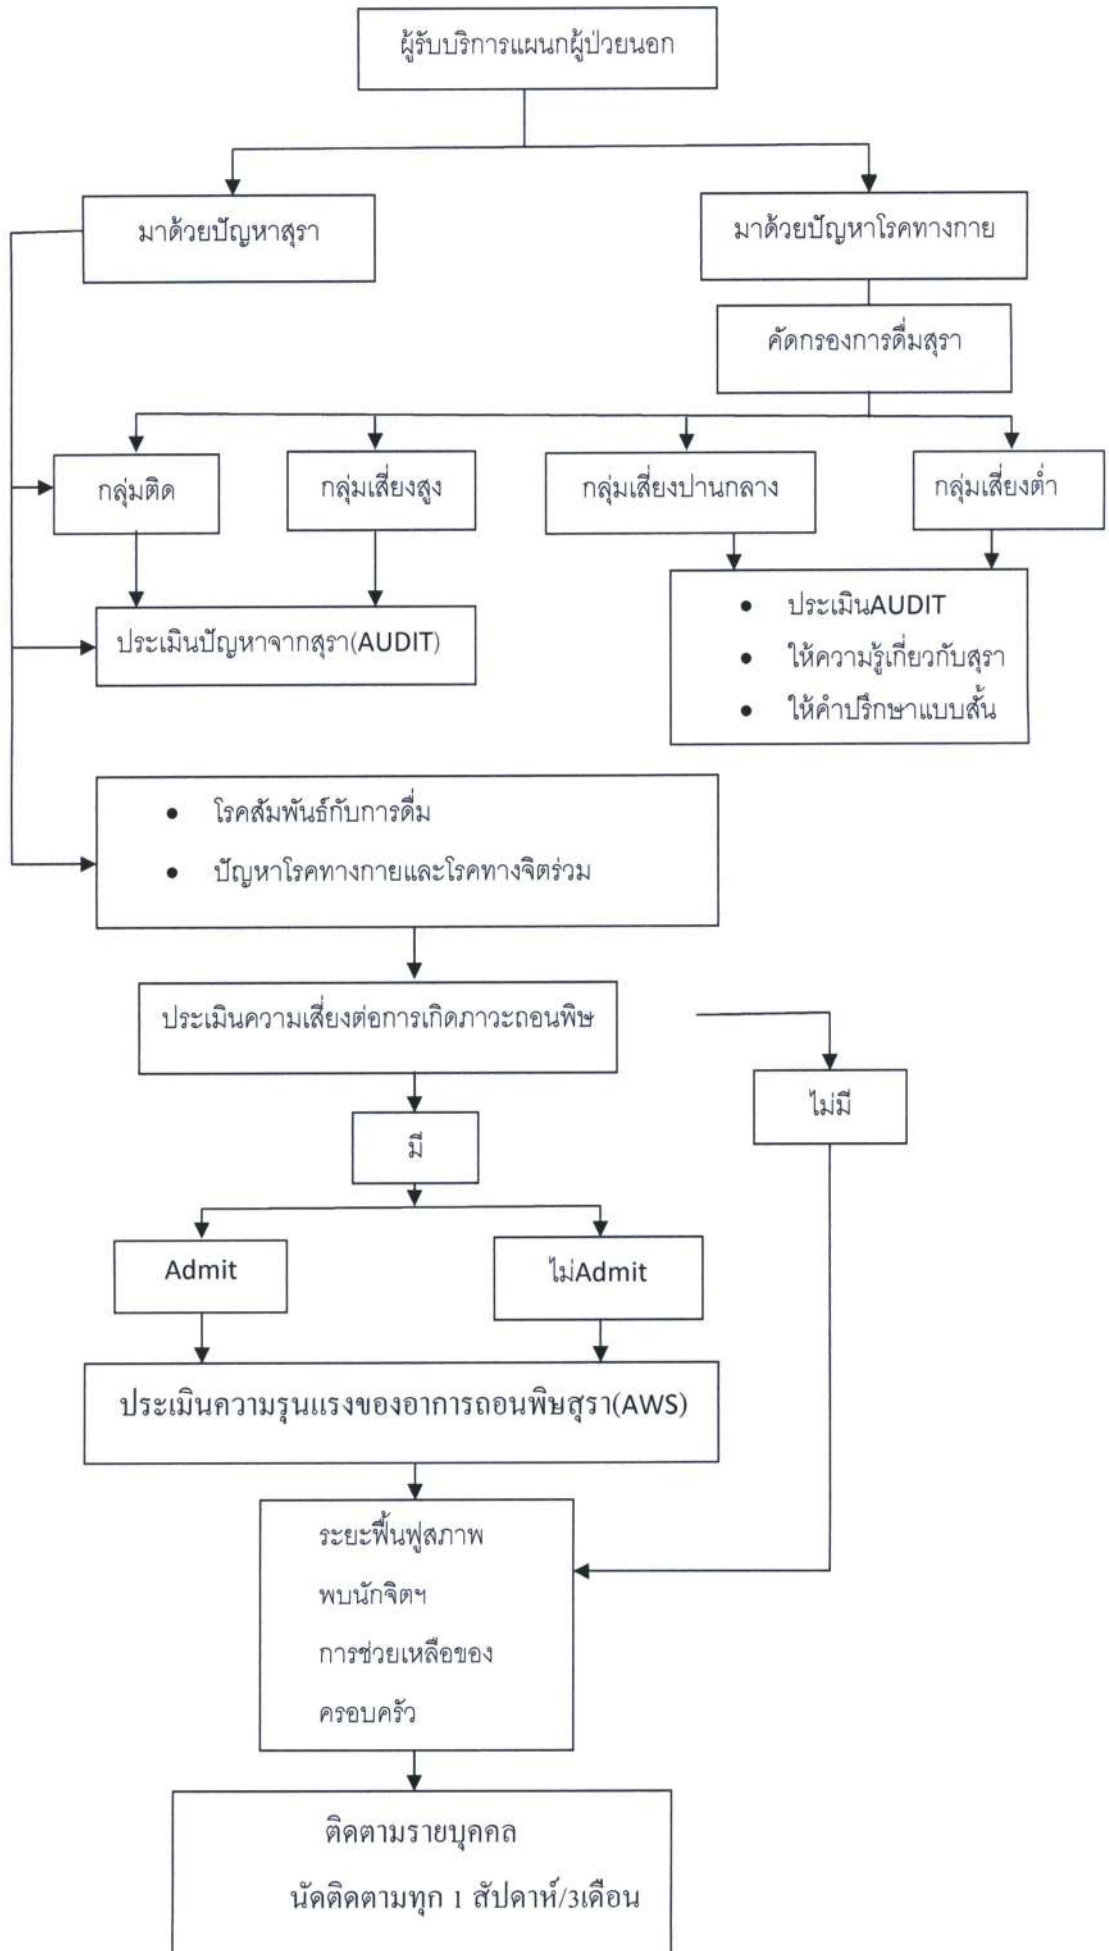 ผู้รับบริการแผนกผู้ป่วยนอก
มาด้วยปัญหาสุรา
มาด้วยปัญหาโรคทางกาย
คัดกรองการดื่มสุรา
กลุ่มติด
กลุ่มเสี่ยงสูง
กลุ่มเสี่ยงปานกลาง
กลุ่มเสี่ยงต่ำ
ประเมินปัญหาจากสุรา(AUDIT)
• ประเมินAUDIT
• ให้ความรู้เกี่ยวกับสุรา
• ให้คำปรึกษาแบบสั้น
• โรคสัมพันธ์กับการดื่ม
• ปัญหาโรคทางกายและโรคทางจิตร่วม
ประเมินความเสี่ยงต่อการเกิดภาวะถอนพิษ
ไม่มี
มี
Admit
ไม่Admit
ประเมินความรุนแรงของอาการถอนพิษสุรา(AWS)
ระยะฟื้นฟูสภาพ
พบนักจิตฯ
การช่วยเหลือของ
ครอบครัว
ติดตามรายบุคคล
นัดติดตามทุก 1 สัปดาห์/3เดือน